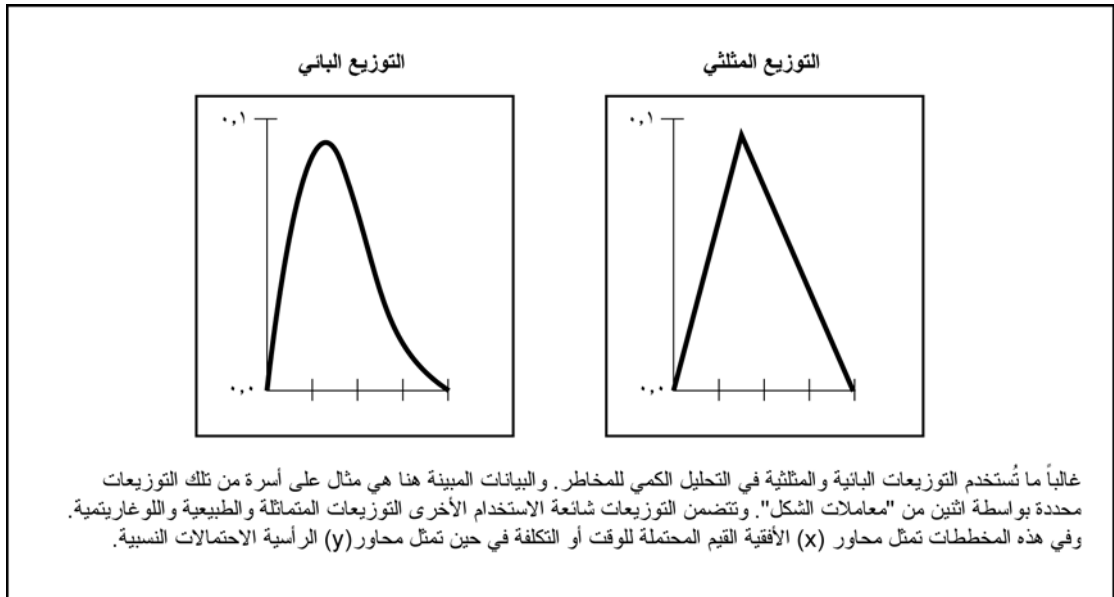 التوزيع المثلثي
التوزيع البائي
٠,١
٠,٠
٠,١
٠,٠
غالباً ما تُستخدم التوزيعات البائية والمثلثية في التحليل الكمي للمخاطر. والبيانات المبينة هنا هي مثال على أسرة من تلك التوزيعات
محددة بواسطة اثنين من "معاملات الشكل". وتتضمن التوزيعات شائعة الاستخدام الأخرى التوزيعات المتماثلة والطبيعية واللوغاريتمية.
وفي هذه المخططات تمثل محاور (x) الأفقية القيم المحتملة للوقت أو التكلفة في حين تمثل محاور(y) الرأسية الاحتمالات النسبية.